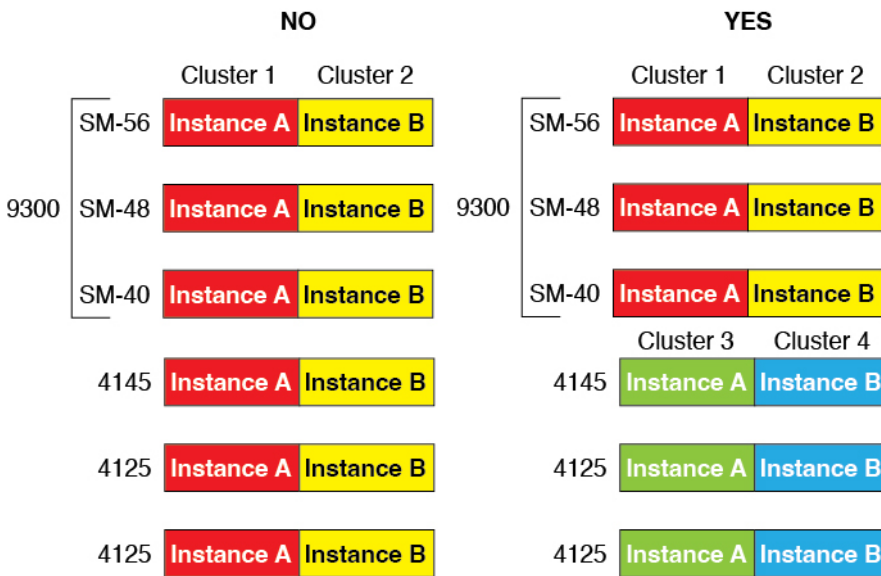 NO
YES
Cluster 1 Cluster 2
Cluster 1 Cluster 2
SM-56 Instance A Instance B
SM-56 Instance A Instance B
9300 SM-48 Instance A Instance B
9300 SM-48 Instance A Instance B
SM-40 Instance A Instance B
SM-40 Instance A Instance B
Cluster 3 Cluster 4
4145 Instance A Instance B
4145 Instance A Instance B
4125 Instance A Instance B
4125 Instance A Instance B
4125 Instance A Instance B
4125 Instance A Instance B